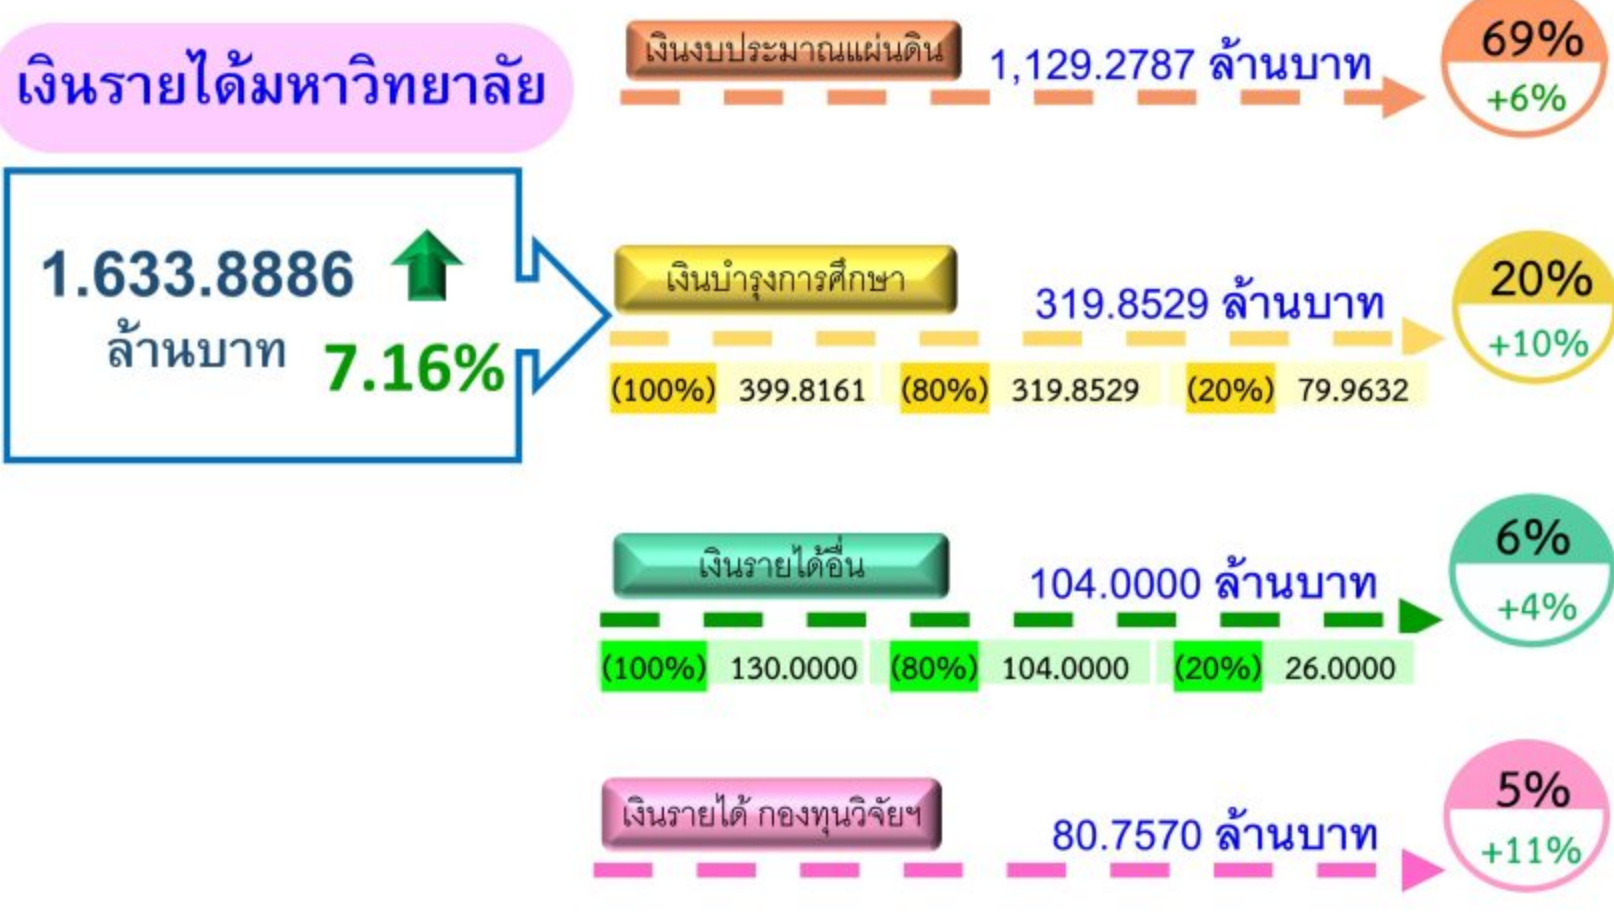 เงินรายได้มหาวิทยาลัย
1.633.8886
ล้านบาท
7.16%
เงินงบประมาณแผ่นดิน 1,129.2787 ล้านบาท
69%
+6%
เงินบำรุงการศึกษา 319.8529 ล้านบาท
20%
+10%
(100%) 399.8161 (80%) 319.8529 (20%) 79.9632
เงินรายได้อื่น 104.0000 ล้านบาท
6%
+4%
(100%) 130.0000 (80%) 104.0000 (20%) 26.0000
เงินรายได้ กองทุนวิจัยฯ 80.7570 ล้านบาท
5%
+11%